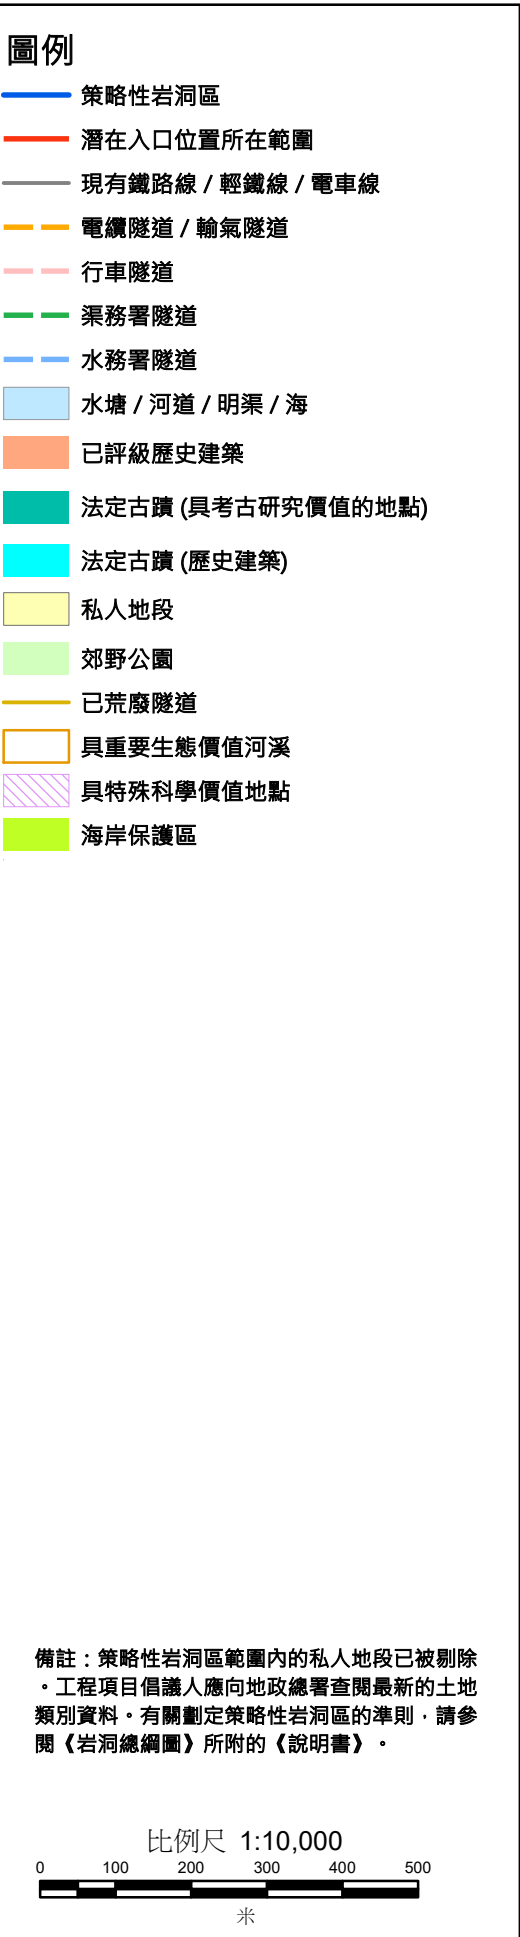 圖例
策略性岩洞區
潛在入口位置所在範圍
現有鐵路線 / 輕鐵線 / 電車線
電纜隧道 / 輸氣隧道
行車隧道
渠務署隧道
水務署隧道
水塘 / 河道 / 明渠 / 海
已評級歷史建築
法定古蹟 (具考古研究價值的地點)
法定古蹟 (歷史建築)
私人地段
郊野公園
已荒廢隧道
具重要生態價值河溪
具特殊科學價值地點
海岸保護區
備註：策略性岩洞區範圍內的私人地段已被剔除
。工程項目倡議人應向地政總署查閱最新的土地
類別資料。有關劃定策略性岩洞區的準則，請參
閱《岩洞總綱圖》所附的《說明書》。
比例尺 1:10,000
0 100 200 300 400 500
米